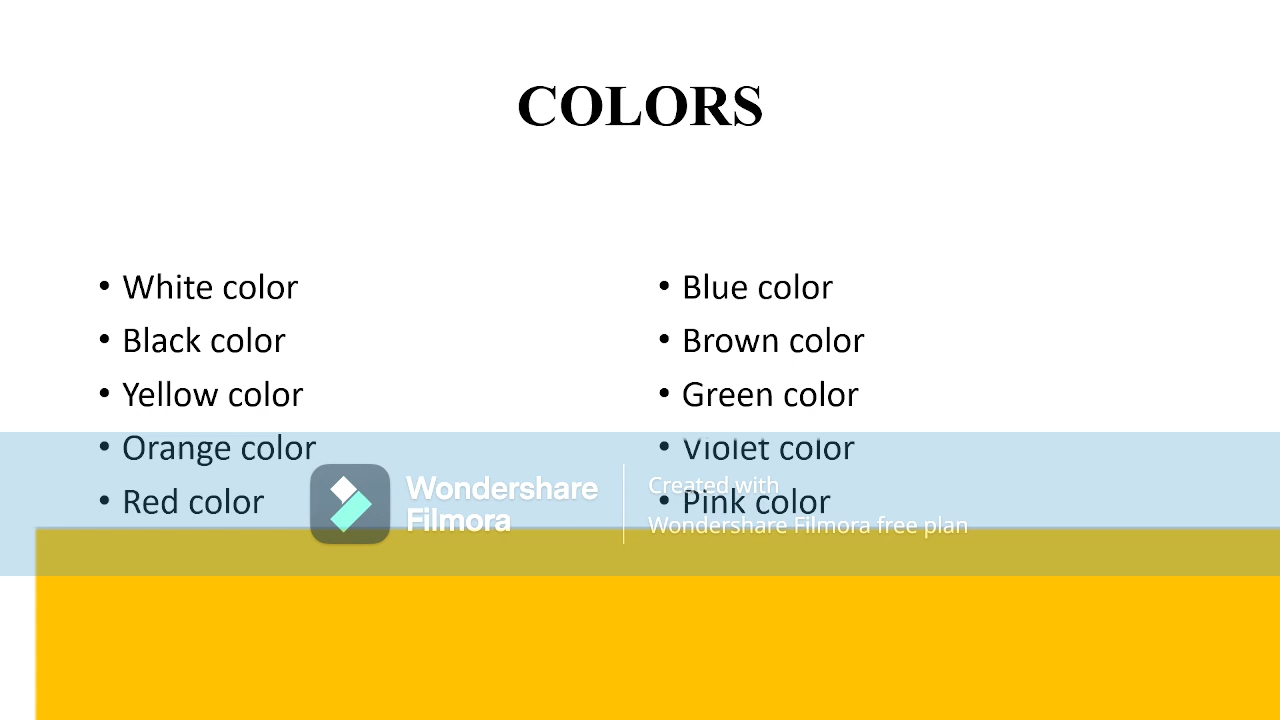 COLORS
• White color
• Black color
• Yellow color
• Orange color
• Red color
• Blue color
• Brown color
• Green color
• Violet color
• Pink color
Wondershare
Filmora
Created with
Wondershare Filmora free plan